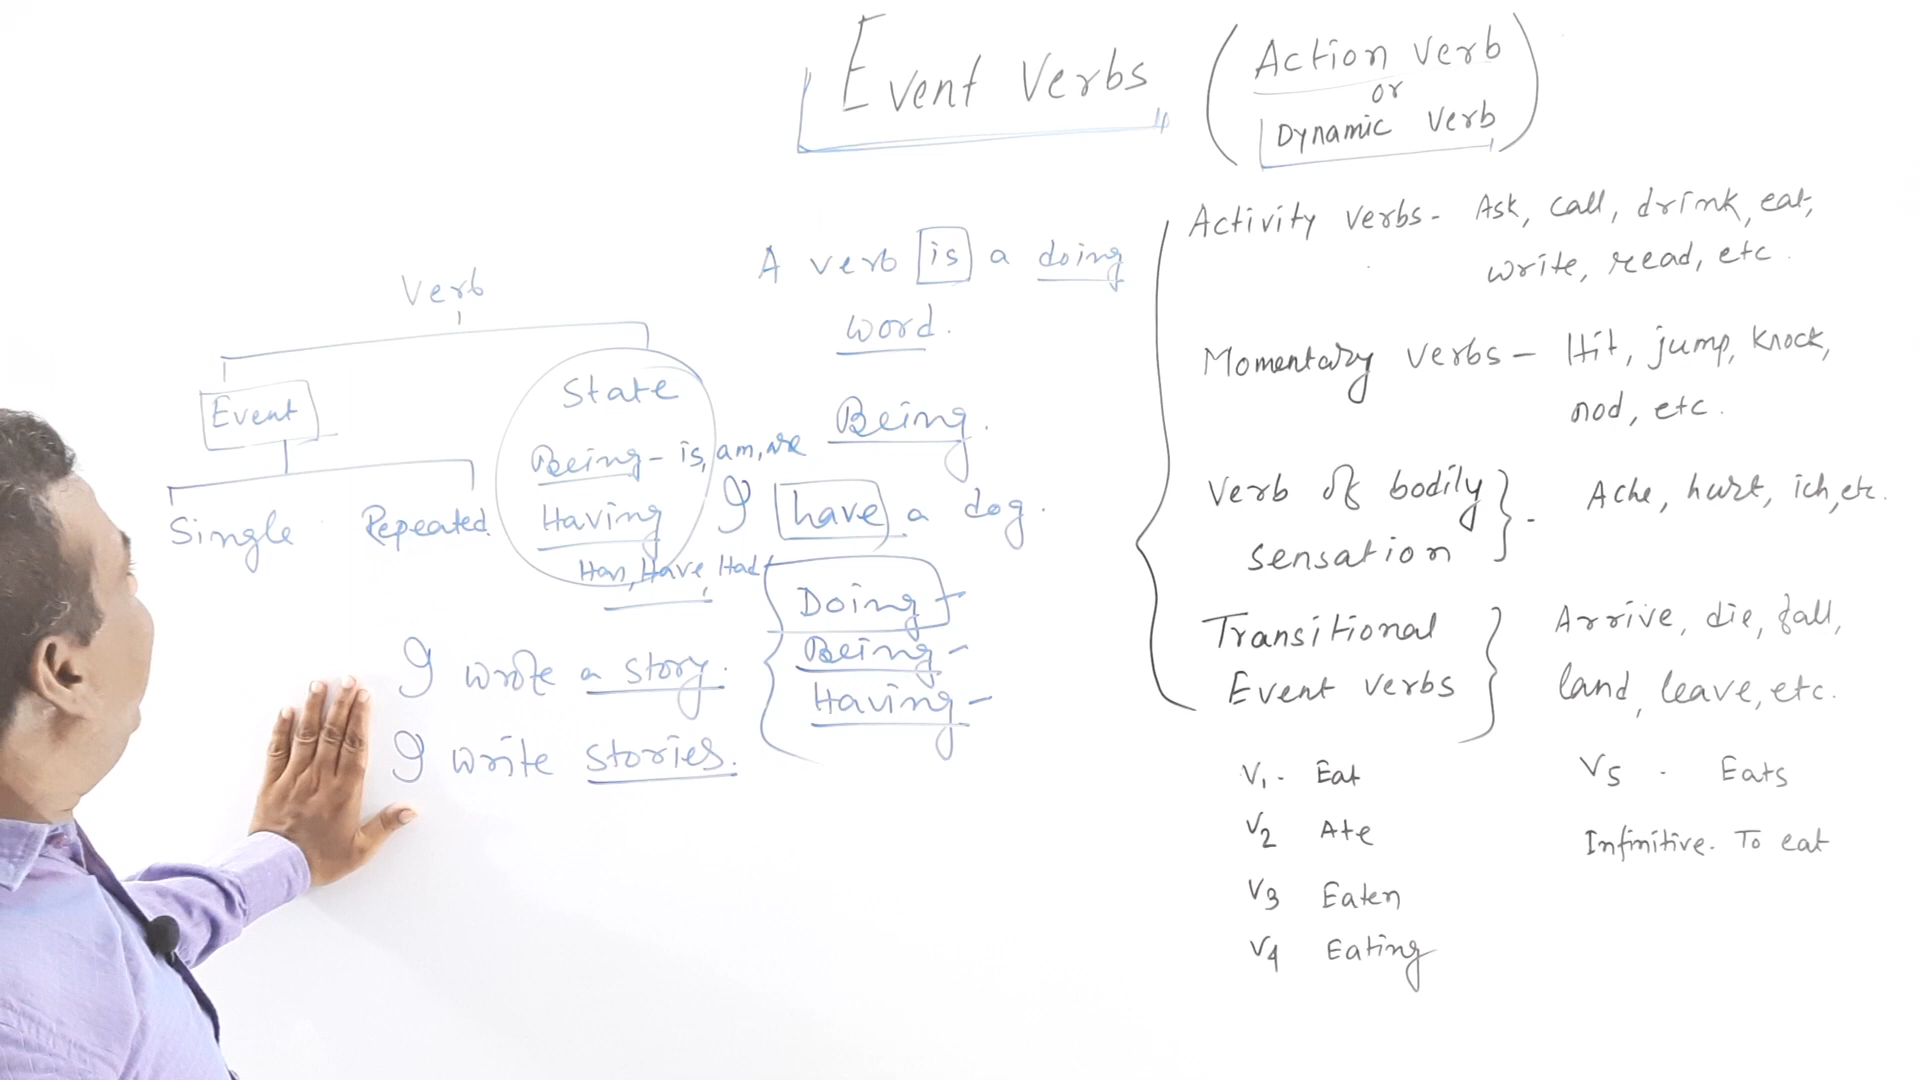 Event Verbs
(Action verb
or
Dynamic Verb)
Verb
Event
Single Repeated
State
Being - is, am, are
Having
Has, Have, Had
A verb is a doing
word.
Being.
I have a dog.
Doing -
Being -
Having -
I wrote a story.
I write stories.
Activity verbs - Ask, call, drink, eat,
write, read, etc.
Momentary verbs - Hit, jump, knock,
nod, etc.
Verb of bodily
sensation
- Ache, hurt, ich, etc.
Transitional
Event verbs
Arrive, die, fall,
land, leave, etc.
V1 - Eat
V2 Ate
V3 Eaten
V4 Eating
V5 - Eats
Infinitive. To eat